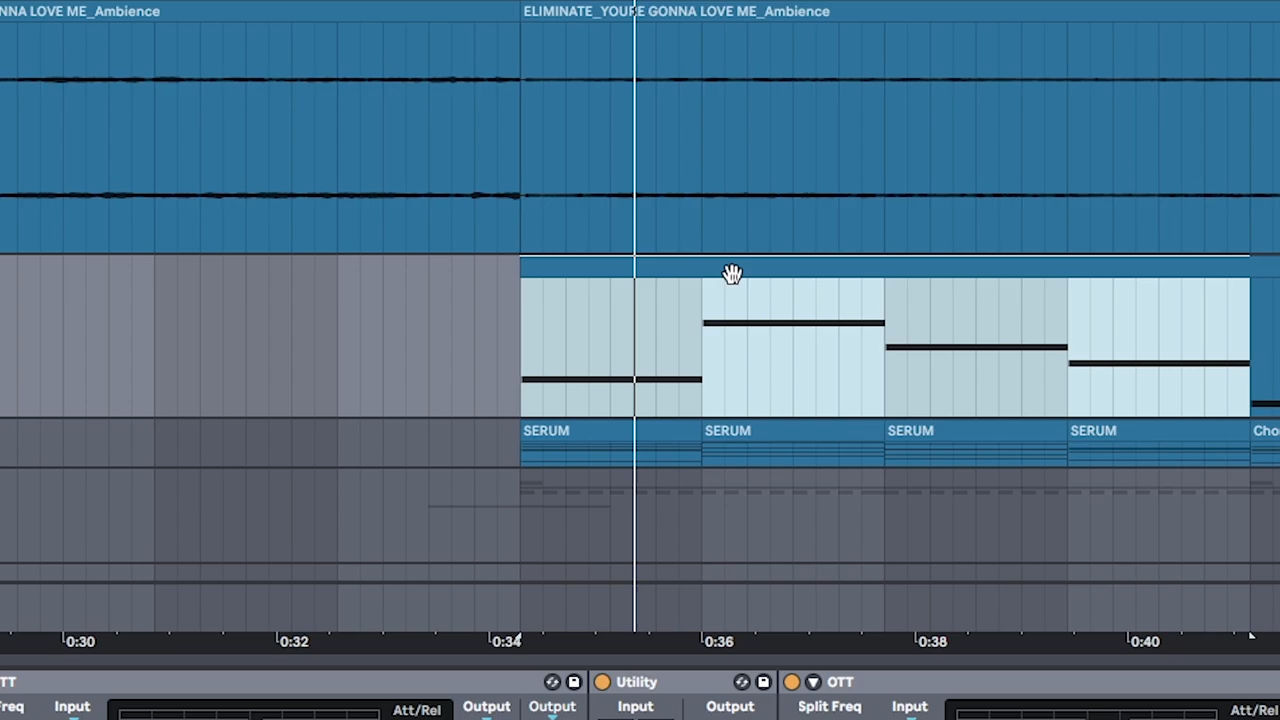 NNA LOVE ME_Ambience ELIMINATE_YOURE GONNA LOVE ME_Ambience
SERUM SERUM SERUM SERUM Cho
0:30 0:32 0:34 0:36 0:38 0:40
TT Utility OTT
Freq Input Att/Rel Output Output Input Output Split Freq Input Att/Rel